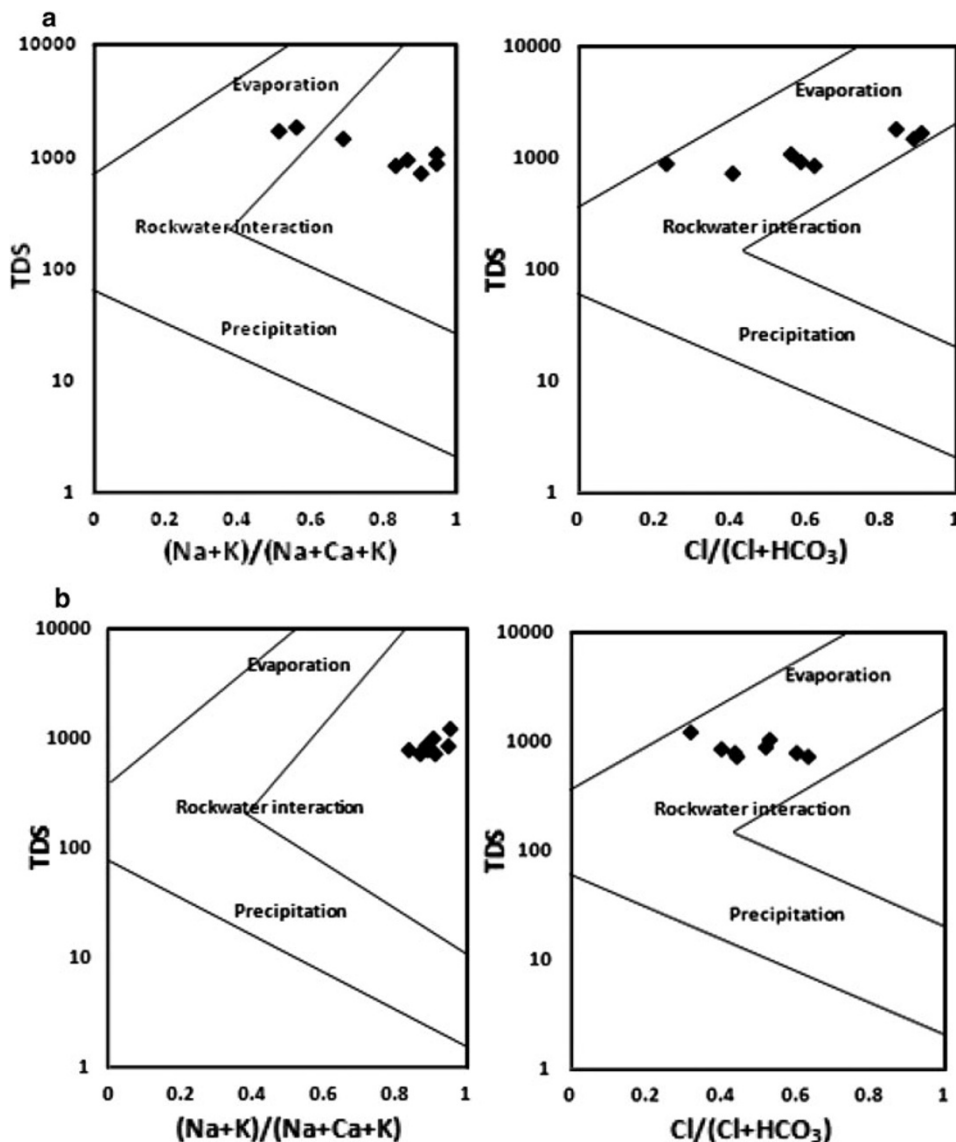 a
10000
1000
100
10
1
TDS
Evaporation
Rockwater interaction
Precipitation
0 0.2 0.4 0.6 0.8 1
(Na+K)/(Na+Ca+K)
10000
1000
100
10
1
TDS
Evaporation
Rockwater interaction
Precipitation
0 0.2 0.4 0.6 0.8 1
Cl/(Cl+HCO₃)
b
10000
1000
100
10
1
TDS
Evaporation
Rockwater interaction
Precipitation
0 0.2 0.4 0.6 0.8 1
(Na+K)/(Na+Ca+K)
10000
1000
100
10
1
TDS
Evaporation
Rockwater interaction
Precipitation
0 0.2 0.4 0.6 0.8 1
Cl/(Cl+HCO₃)